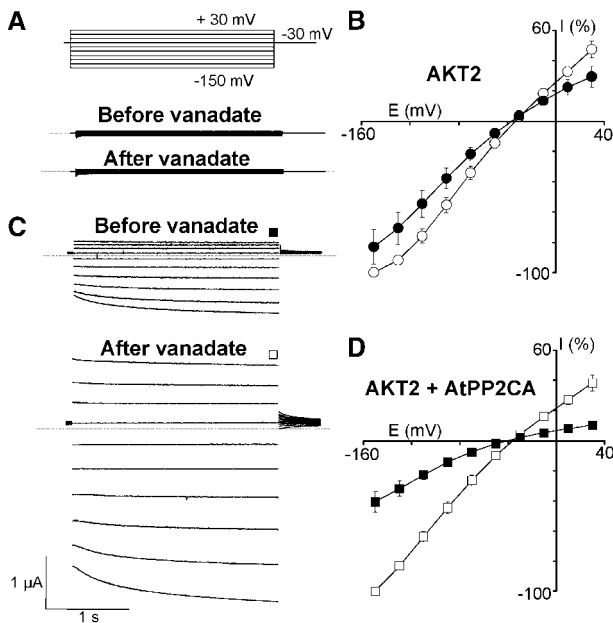 A
+ 30 mV
-30 mV
-150 mV
Before vanadate
After vanadate
C
Before vanadate
After vanadate
1 µA
1 s
B
60
I (%)
AKT2
E (mV)
-160
40
-100
D
60
I (%)
AKT2 + AtPP2CA
E (mV)
-160
40
-100